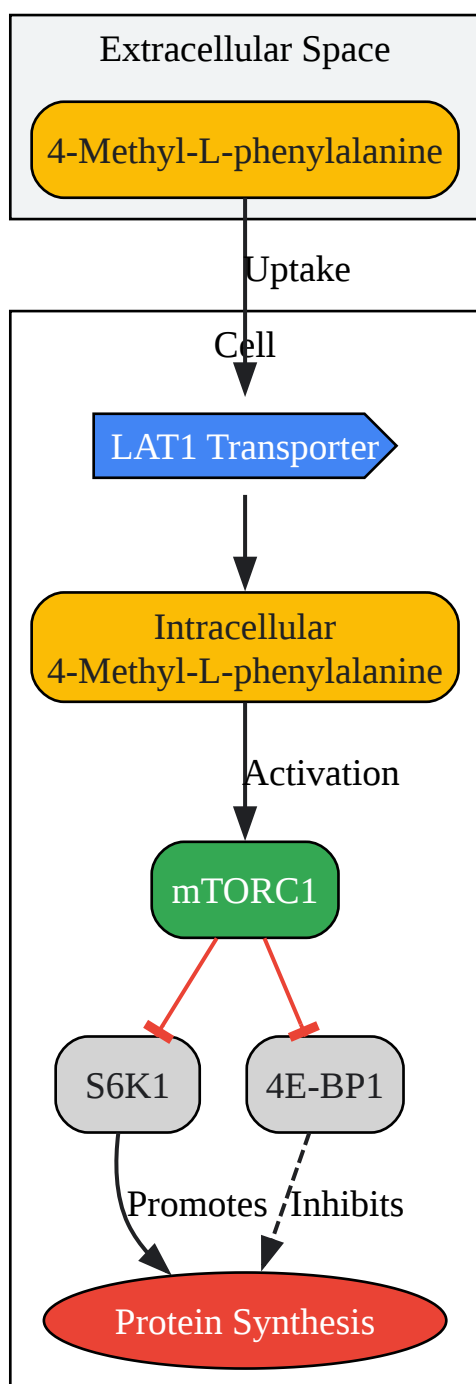 Extracellular Space
4-Methyl-L-phenylalanine
Uptake
Cell
LAT1 Transporter
Intracellular
4-Methyl-L-phenylalanine
Activation
mTORC1
S6K1
4E-BP1
Promotes
Inhibits
Protein Synthesis